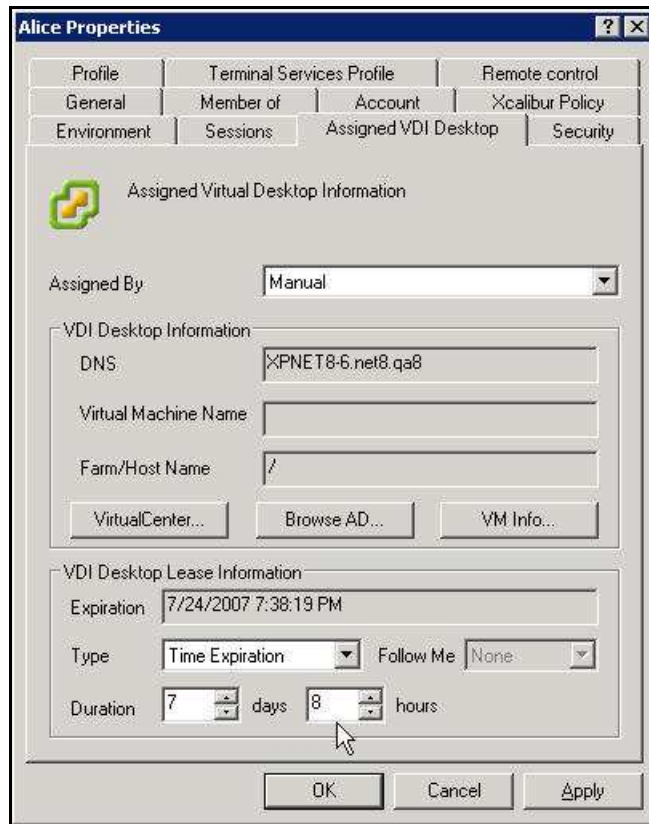 Alice Properties
Profile Terminal Services Profile Remote control
General Member of Account Xcalibur Policy
Environment Sessions Assigned VDI Desktop Security
Assigned Virtual Desktop Information
Assigned By Manual
VDI Desktop Information
DNS XPNET8-6.net8.qa8
Virtual Machine Name
Farm/Host Name /
VirtualCenter... Browse AD... VM Info...
VDI Desktop Lease Information
Expiration 7/24/2007 7:38:19 PM
Type Time Expiration Follow Me None
Duration 7 days 8 hours
OK Cancel Apply